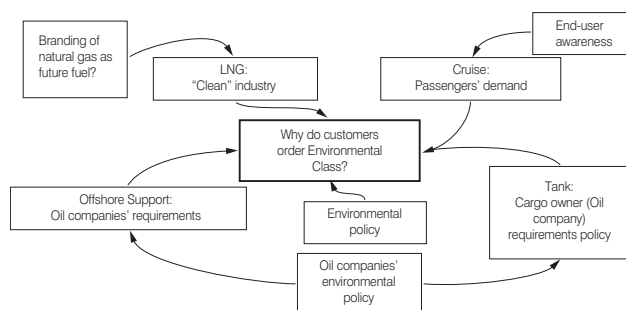 Branding of
natural gas as
future fuel?
End-user
awareness
LNG:
“Clean” industry
Cruise:
Passengers’ demand
Why do customers
order Environmental
Class?
Offshore Support:
Oil companies’ requirements
Environmental
policy
Tank:
Cargo owner (Oil
company)
requirements policy
Oil companies’
environmental
policy